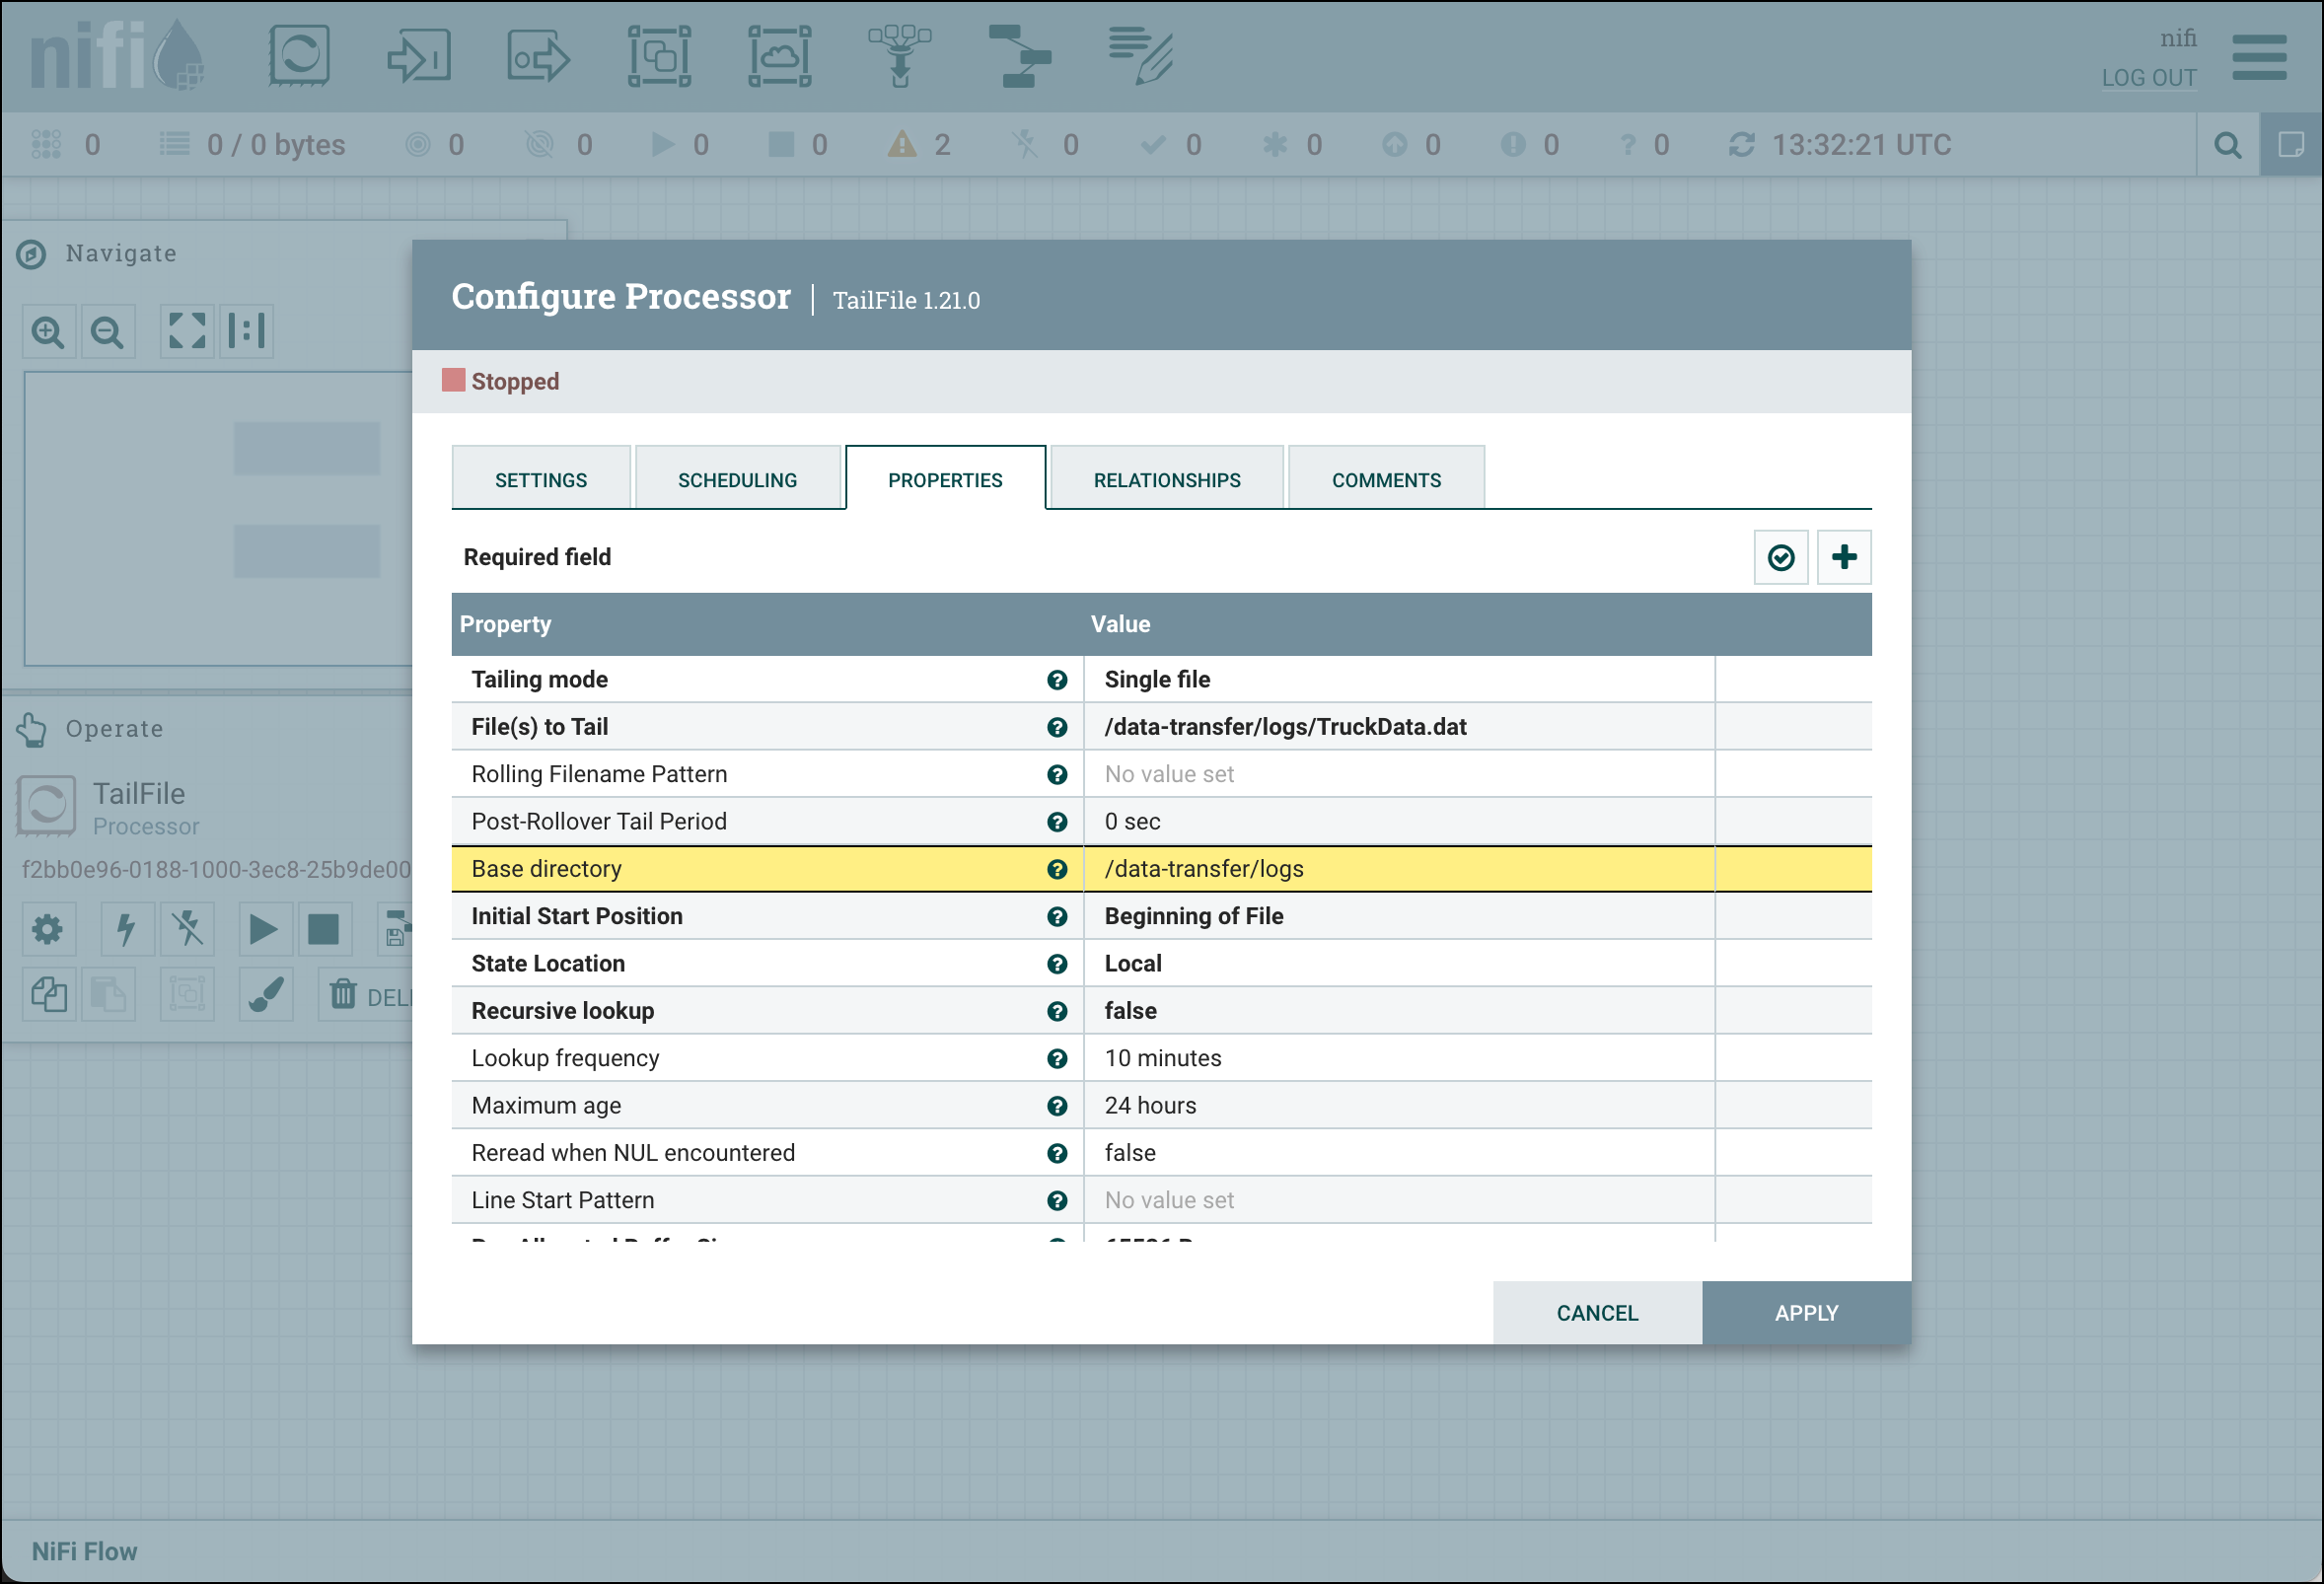 nifi
nifi
LOG OUT
0 0 / 0 bytes 0 0 0 0 2 0 0 0 0 0 ? 0 13:32:21 UTC
Navigate
Configure Processor | TailFile 1.21.0
Stopped
SETTINGS SCHEDULING PROPERTIES RELATIONSHIPS COMMENTS
Required field
Property Value
Tailing mode ? Single file
File(s) to Tail ? /data-transfer/logs/TruckData.dat
Rolling Filename Pattern ? No value set
Post-Rollover Tail Period ? 0 sec
Base directory ? /data-transfer/logs
Initial Start Position ? Beginning of File
State Location ? Local
Recursive lookup ? false
Lookup frequency ? 10 minutes
Maximum age ? 24 hours
Reread when NUL encountered ? false
Line Start Pattern ? No value set
CANCEL APPLY
Operate
TailFile
Processor
f2bb0e96-0188-1000-3ec8-25b9de00
DEL
NiFi Flow